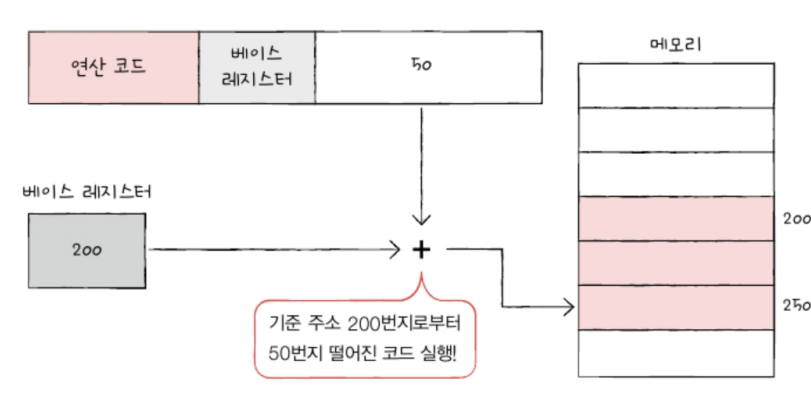 연산 코드
베이스
레지스터
50
메모리
베이스 레지스터
200
+
기준 주소 200번지로부터
50번지 떨어진 코드 실행!
200
250